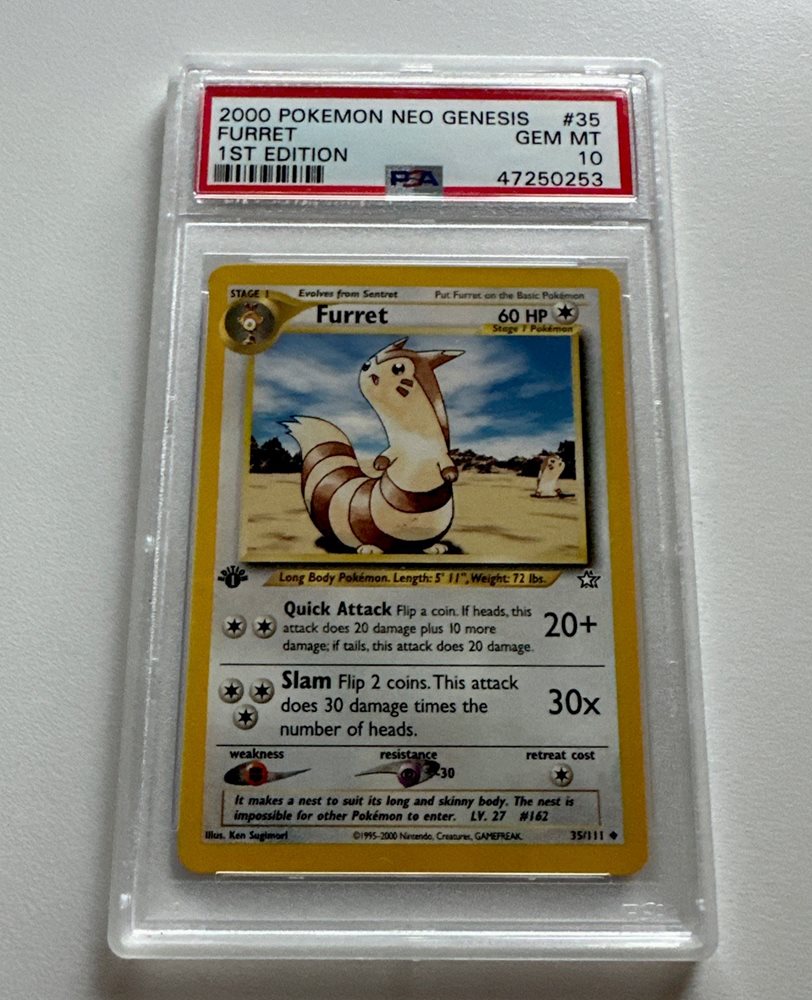 2000 POKEMON NEO GENESIS #35
FURRET GEM MT
1ST EDITION 10
PSA 47250253
STAGE 1 Evolves from Sentret Put Furret on the Basic Pokémon
Furret 60 HP
Stage 1 Pokémon
EDITION 1
Long Body Pokémon. Length: 5' 11", Weight: 72 lbs.
Quick Attack Flip a coin. If heads, this
attack does 20 damage plus 10 more
damage; if tails, this attack does 20 damage.
20+
Slam Flip 2 coins. This attack
does 30 damage times the
number of heads.
30x
weakness resistance retreat cost
-30
It makes a nest to suit its long and skinny body. The nest is
impossible for other Pokémon to enter. LV. 27 #162
Illus. Ken Sugimori ©1995-2000 Nintendo, Creatures, GAMEFREAK. 35/111
PSA